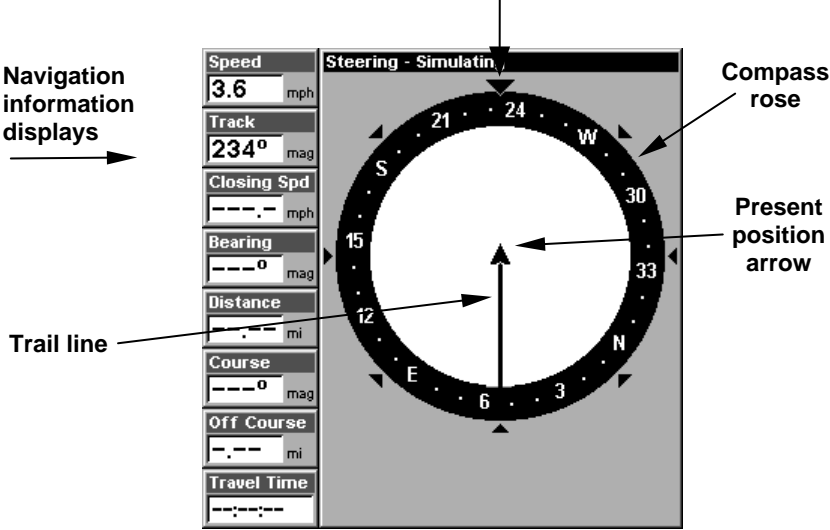 Navigation
information
displays
Speed
3.6 mph
Track
234° mag
Closing Spd
---.- mph
Bearing
---° mag
Distance
--.-- mi
Course
---° mag
Off Course
-.-- mi
Travel Time
--:--:--
Steering - Simulating
21
24
W
30
33
N
3
6
E
12
15
S
Compass
rose
Present
position
arrow
Trail line